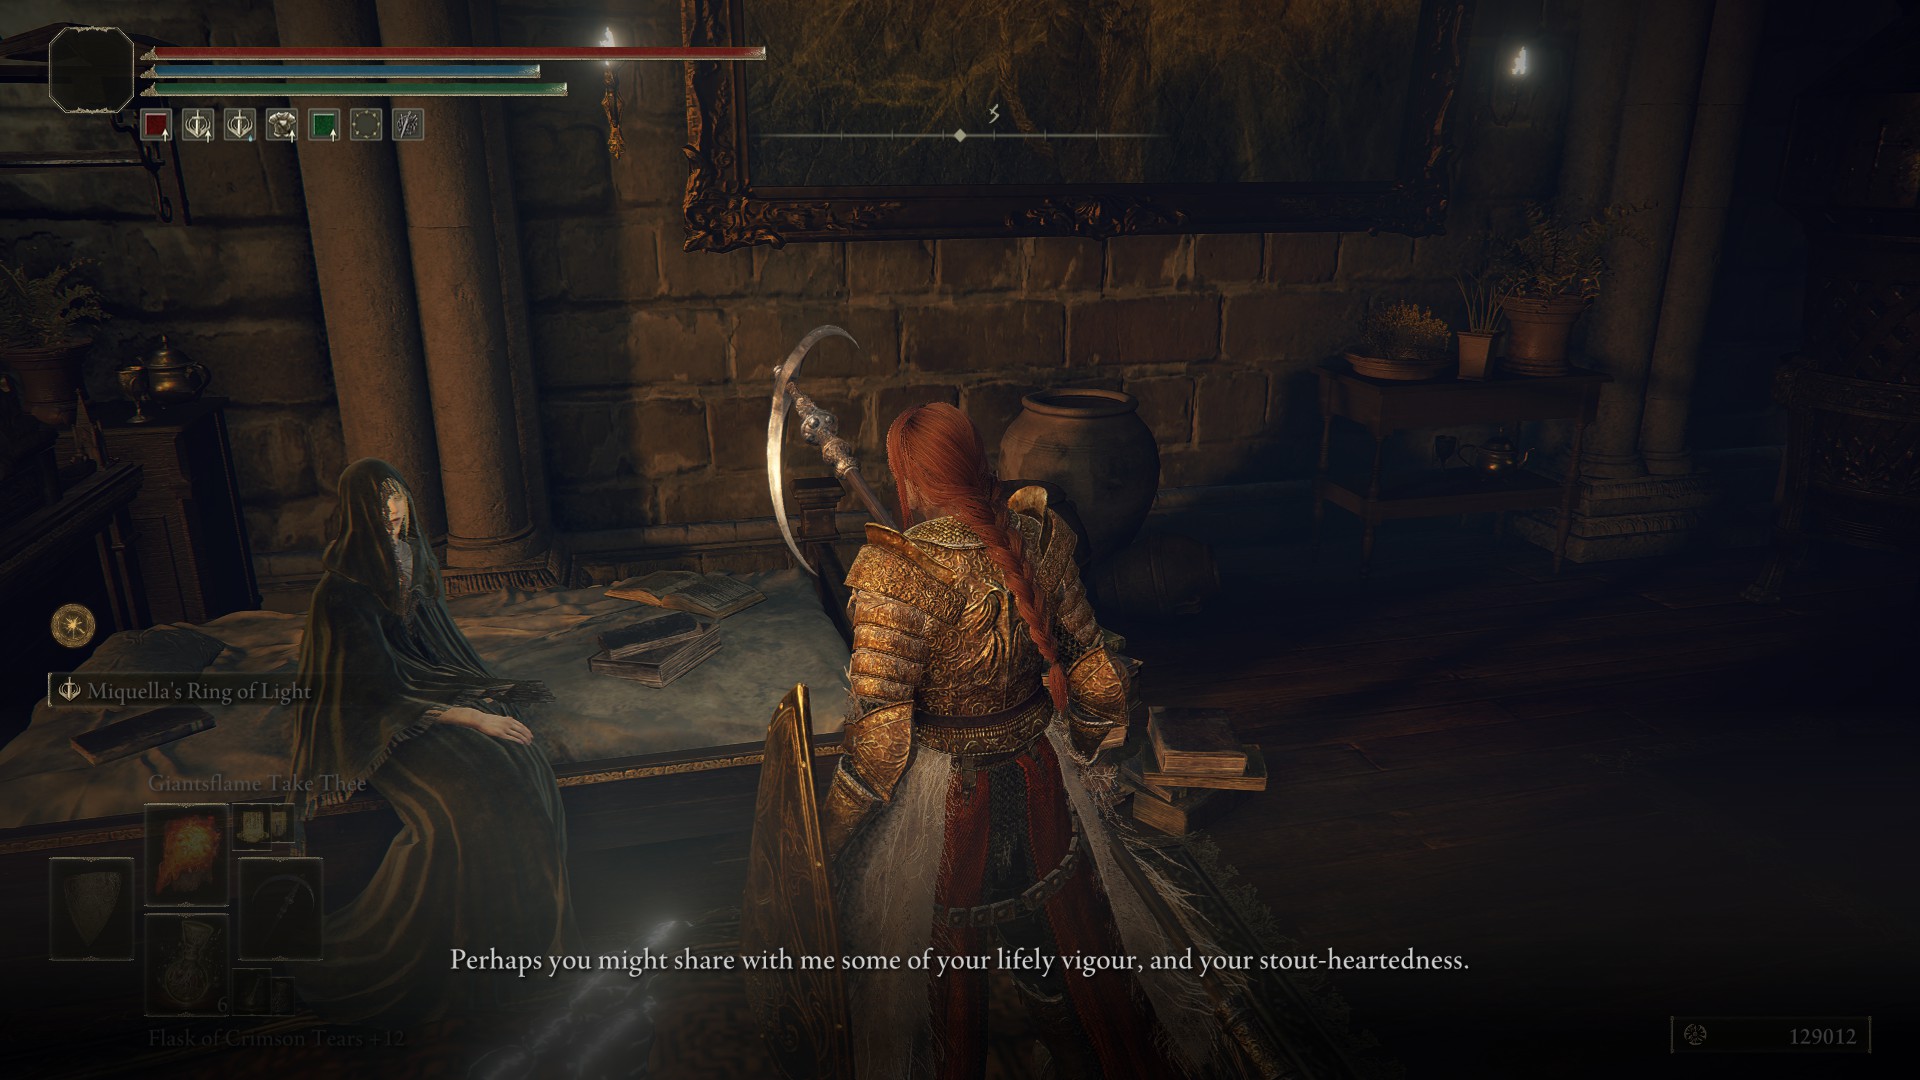 Miquella's Ring of Light
Giantsflame Take Thee
6
Flask of Crimson Tears +12
Perhaps you might share with me some of your lifely vigour, and your stout-heartedness.
129012